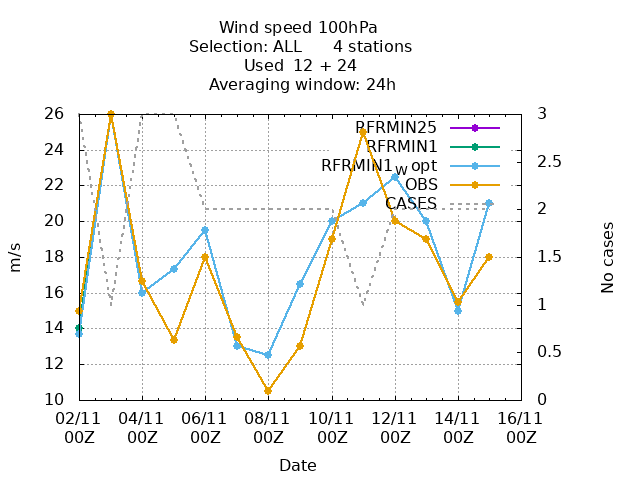 Wind speed 100hPa
Selection: ALL 4 stations
Used 12 + 24
Averaging window: 24h
RFRMIN25
RFRMIN1
RFRMIN1w opt
OBS
CASES
26
24
22
20
18
16
14
12
10
m/s
3
2.5
2
1.5
1
0.5
0
No cases
02/11 04/11 06/11 08/11 10/11 12/11 14/11 16/11
00Z 00Z 00Z 00Z 00Z 00Z 00Z 00Z
Date